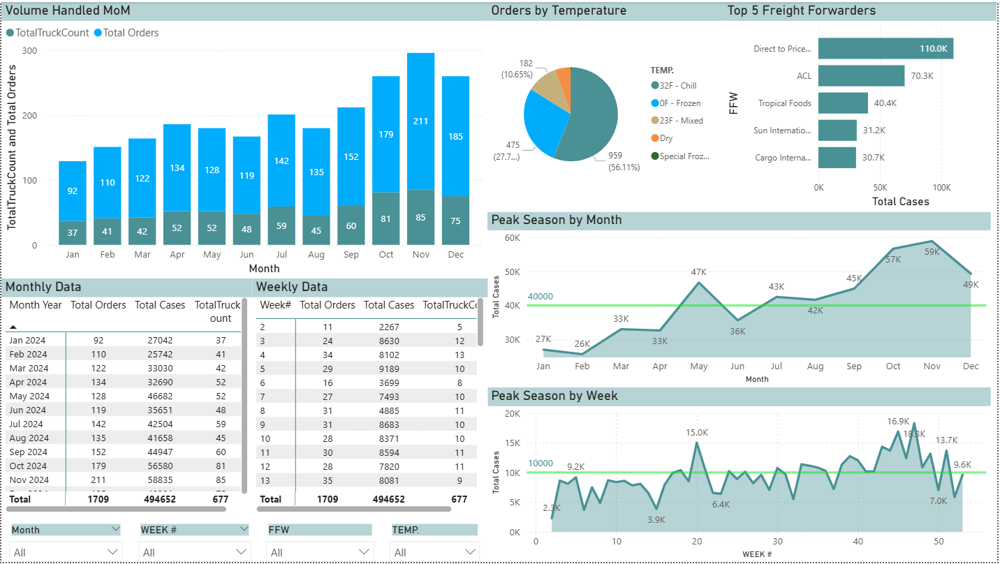 Volume Handled MoM
TotalTruckCount Total Orders
TotalTruckCount and Total Orders
300
200
100
0
92 110 122 134 128 119 142 135 152 179 211 185
37 41 42 52 52 48 59 45 60 81 85 75
Jan Feb Mar Apr May Jun Jul Aug Sep Oct Nov Dec
Month
Orders by Temperature
182
(10.65%)
475
(27.7...)
959
(56.11%)
TEMP.
32F - Chill
0F - Frozen
23F - Mixed
Dry
Special Froz...
Top 5 Freight Forwarders
FFW
Direct to Price... 110.0K
ACL 70.3K
Tropical Foods 40.4K
Sun Internatio... 31.2K
Cargo Interna... 30.7K
0K 50K 100K
Total Cases
Peak Season by Month
Total Cases
60K
50K
40K
30K
40000
27K 26K 33K 33K 47K 36K 43K 42K 45K 57K 59K 49K
Jan Feb Mar Apr May Jun Jul Aug Sep Oct Nov Dec
Month
Monthly Data
Month Year Total Orders Total Cases TotalTruck
ount
Jan 2024 92 27042 37
Feb 2024 110 25742 41
Mar 2024 122 33030 42
Apr 2024 134 32690 52
May 2024 128 46682 52
Jun 2024 119 35651 48
Jul 2024 142 42504 59
Aug 2024 135 41658 45
Sep 2024 152 44947 60
Oct 2024 179 56580 81
Nov 2024 211 58835 85
Total 1709 494652 677
Weekly Data
Week# Total Orders Total Cases TotalTruckCo
2 11 2267 5
3 24 8630 12
4 34 8102 13
5 29 9189 10
6 16 3699 8
7 27 7493 10
8 31 4885 11
9 31 8683 10
10 28 8371 10
11 30 8594 11
12 28 7820 11
13 35 8081 9
Total 1709 494652 677
Peak Season by Week
Total Cases
20K
15K
10K
5K
0K
10000
2.3K 9.2K 3.9K 15.0K 6.4K 16.9K 18.3K 7.0K 13.7K 9.6K
0 10 20 30 40 50
WEEK #
Month WEEK # FFW TEMP.
All All All All